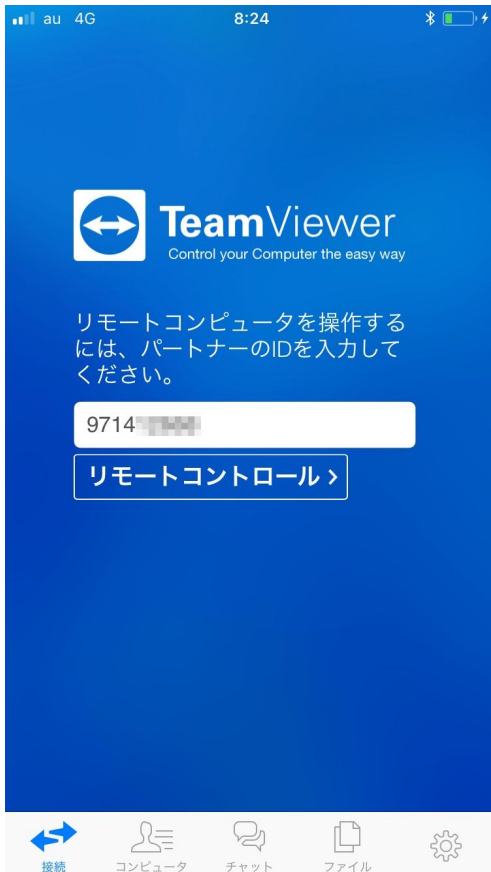 au 4G 8:24
TeamViewer
Control your Computer the easy way
リモートコンピュータを操作する
には、パートナーのIDを入力して
ください。
9714
リモートコントロール >
接続 コンピュータ チャット ファイル